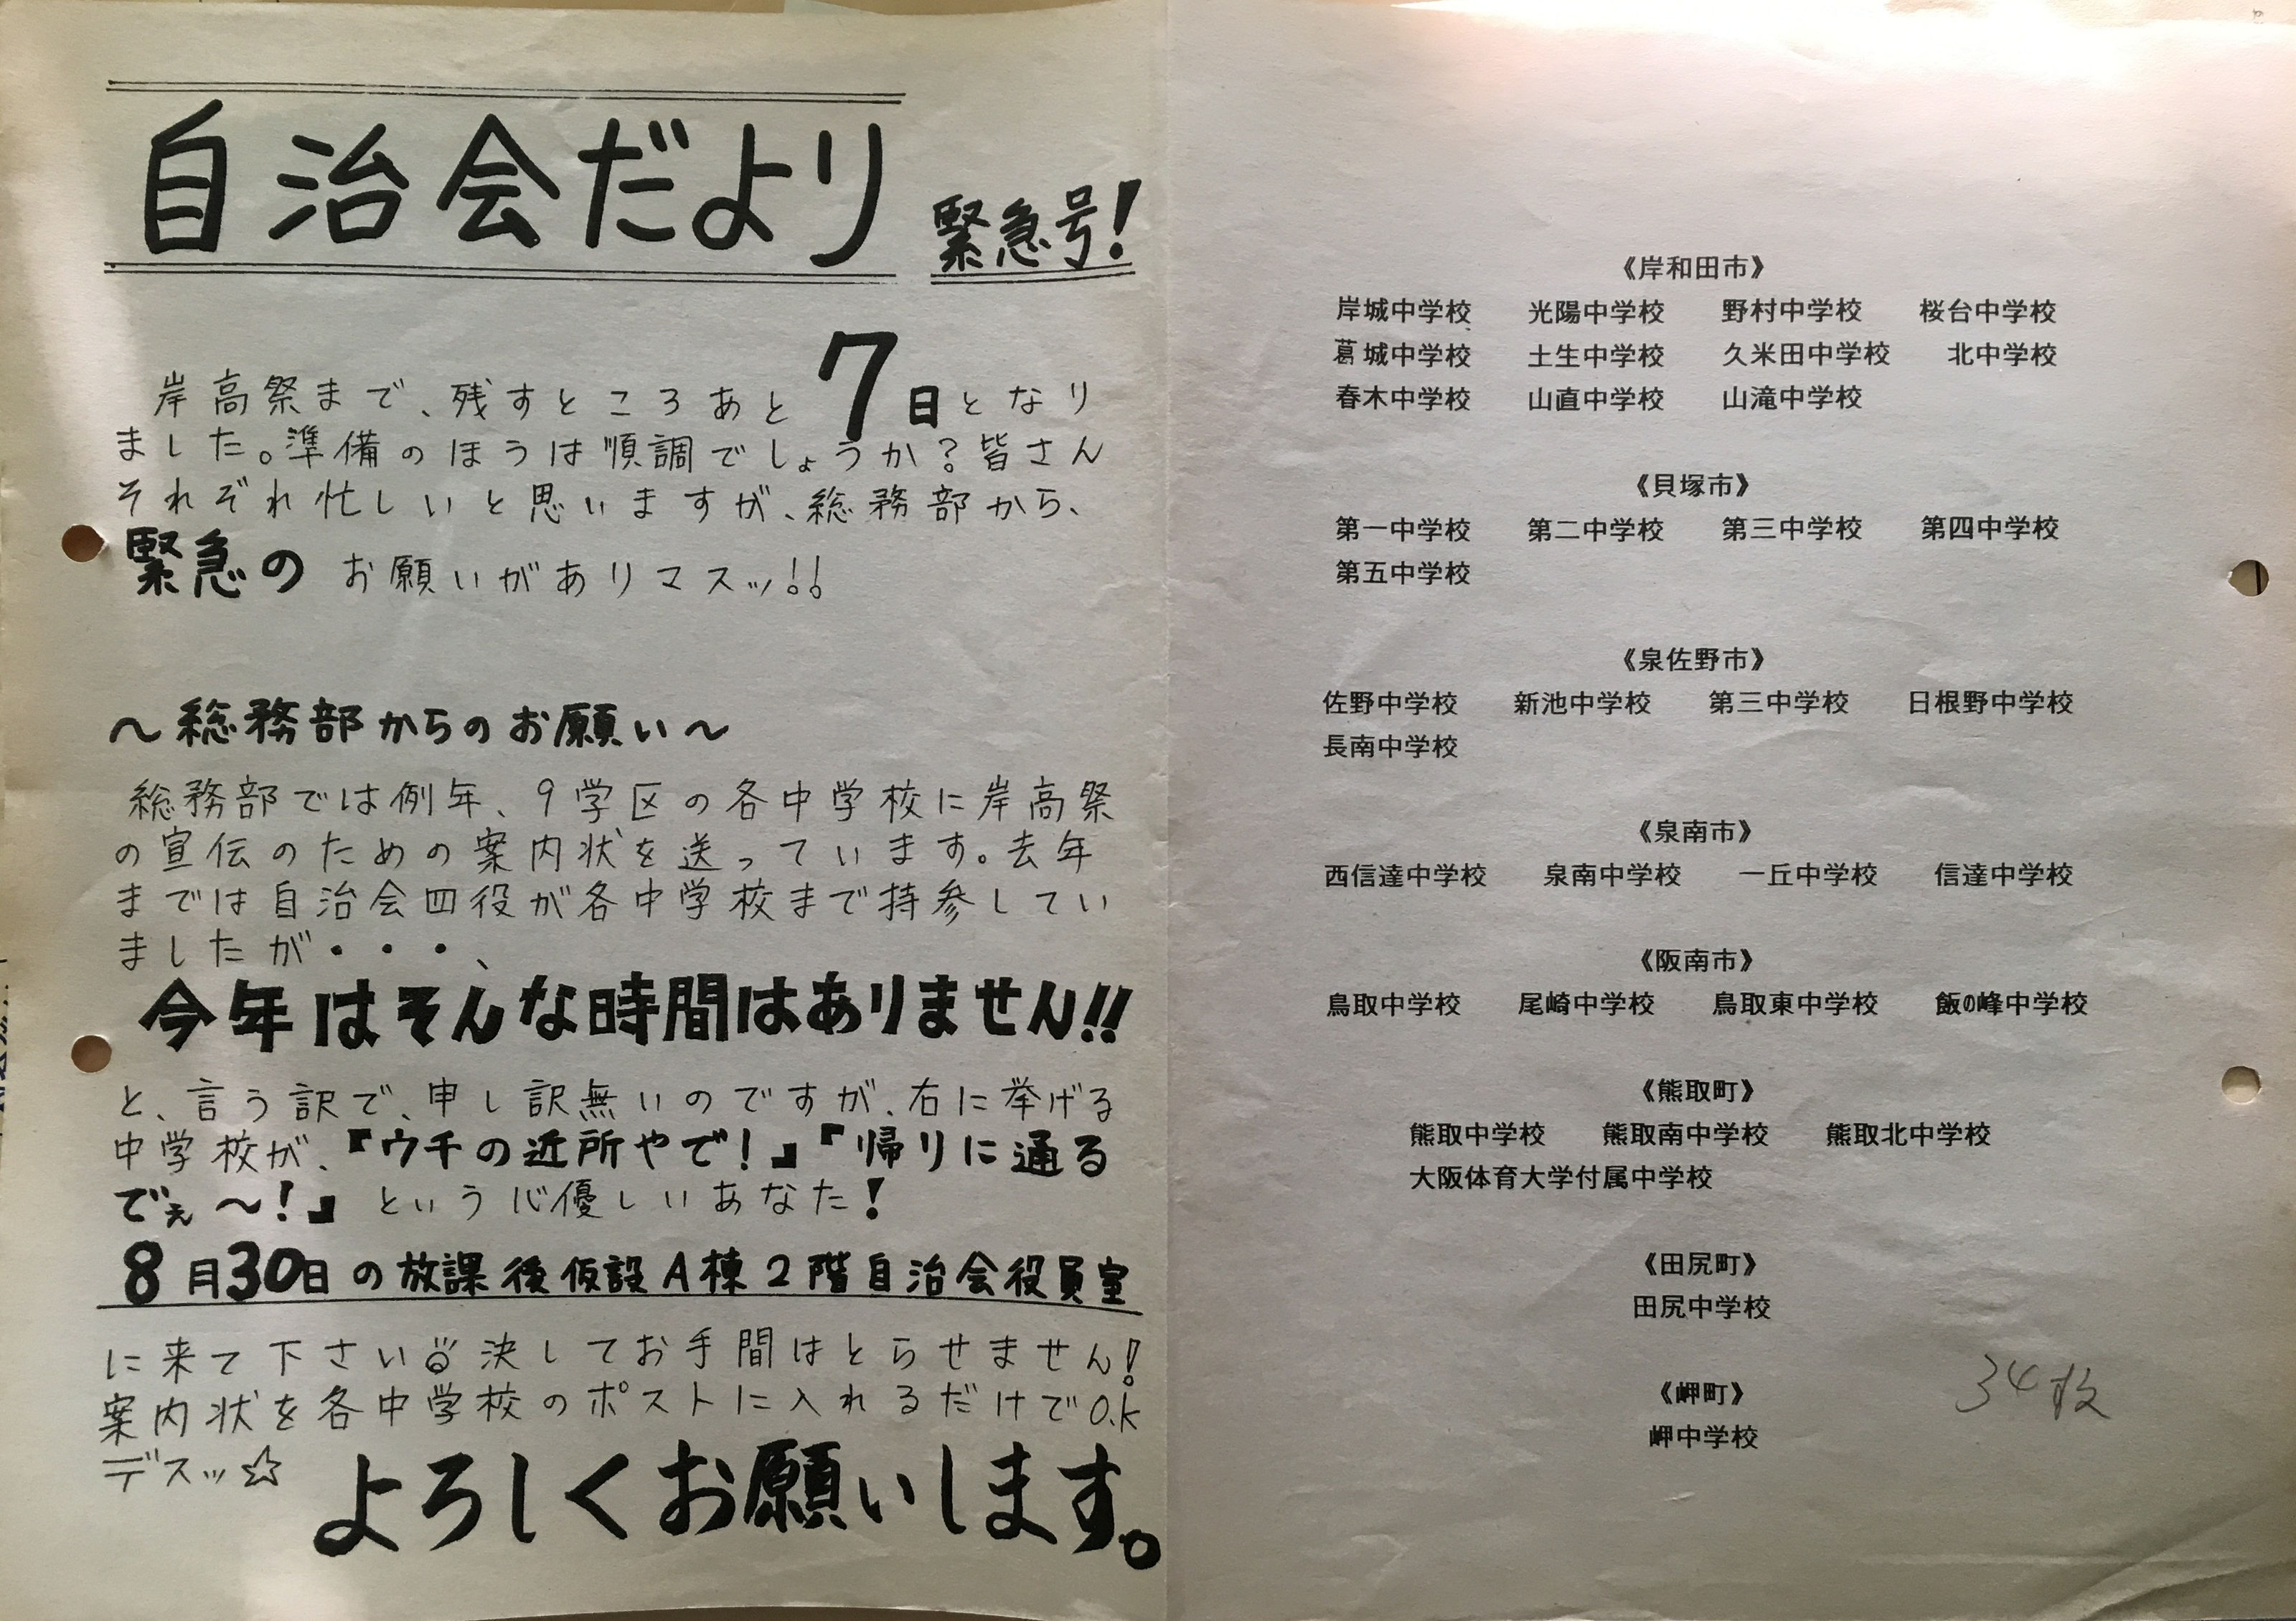 自治会だより 緊急号!
岸高祭まで、残すところあと7日となり
ました。準備のほうは順調でしょうか?皆さん
それぞれ忙しいと思いますが、総務部から、
緊急の お願いがありマスッ!!
～総務部からのお願い～
総務部では例年、9学区の各中学校に岸高祭
の宣伝のための案内状を送っています。去年
までは自治会四役が各中学校まで持参してい
ましたが・・・、
今年はそんな時間はありません!!
と、言う訳で、申し訳無いのですが、右に挙げる
中学校が、『ウチの近所やで!』『帰りに通る
でぇ～!』という心優しいあなた!
8月30日の放課後仮設A棟2階自治会役員室
に来て下さい 決してお手間はとらせません!
案内状を各中学校のポストに入れるだけでO.K
デスッ☆ よろしくお願いします。
《岸和田市》
岸城中学校 光陽中学校 野村中学校 桜台中学校
葛城中学校 土生中学校 久米田中学校 北中学校
春木中学校 山直中学校 山滝中学校
《貝塚市》
第一中学校 第二中学校 第三中学校 第四中学校
第五中学校
《泉佐野市》
佐野中学校 新池中学校 第三中学校 日根野中学校
長南中学校
《泉南市》
西信達中学校 泉南中学校 一丘中学校 信達中学校
《阪南市》
鳥取中学校 尾崎中学校 鳥取東中学校 飯の峰中学校
《熊取町》
熊取中学校 熊取南中学校 熊取北中学校
大阪体育大学付属中学校
《田尻町》
田尻中学校
《岬町》
岬中学校
34枚